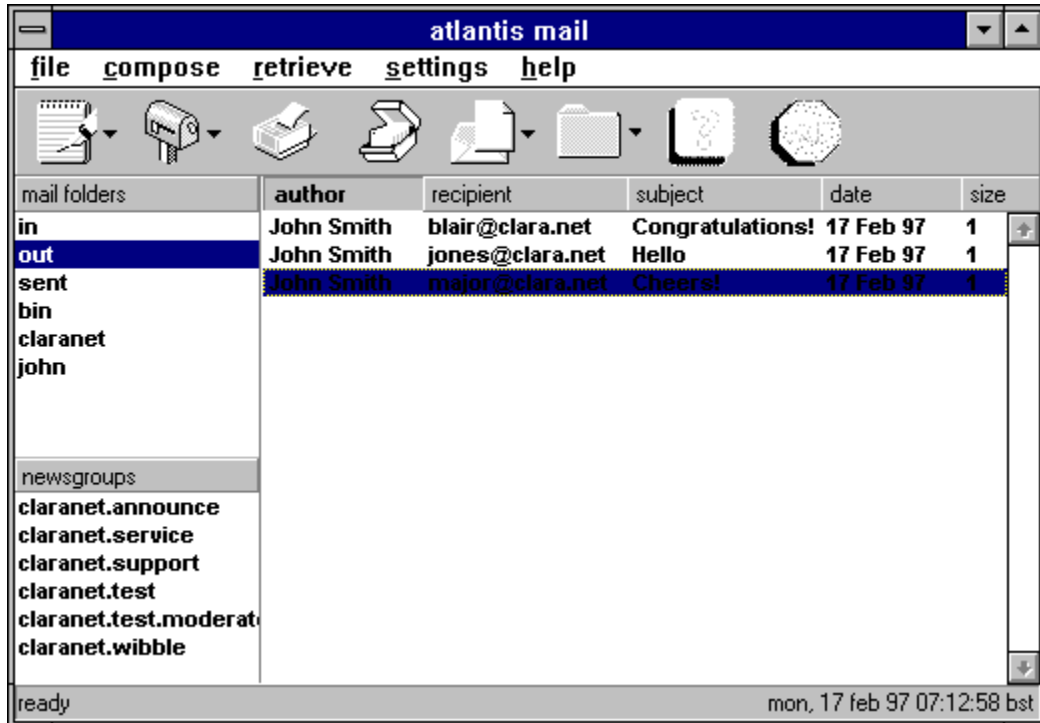 atlantis mail
file compose retrieve settings help
mail folders
in
out
sent
bin
claranet
john
newsgroups
claranet.announce
claranet.service
claranet.support
claranet.test
claranet.test.moderat
claranet.wibble
author recipient subject date size
John Smith blair@clara.net Congratulations! 17 Feb 97 1
John Smith jones@clara.net Hello 17 Feb 97 1
John Smith major@clara.net Cheers! 17 Feb 97 1
ready mon, 17 feb 97 07:12:58 bst